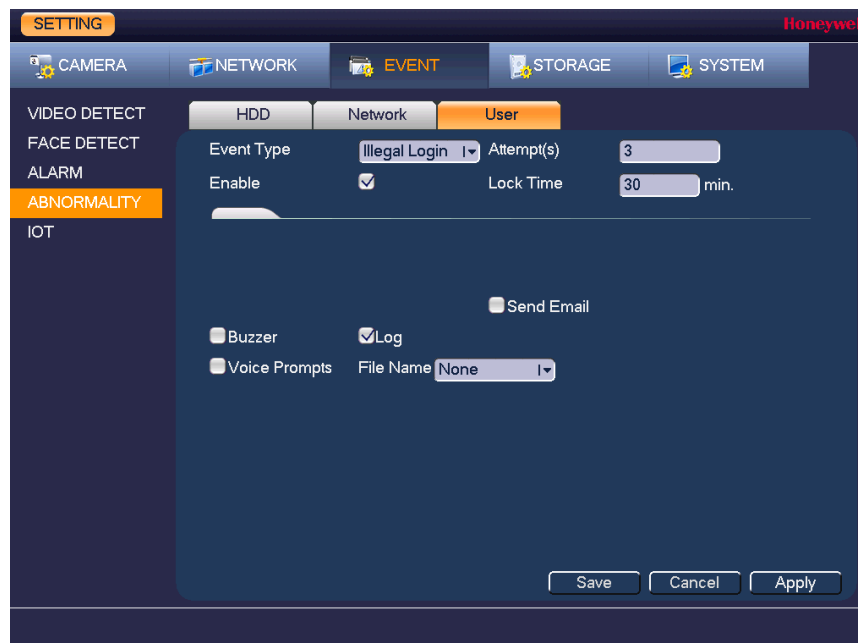 SETTING
Honeywe
CAMERA NETWORK EVENT STORAGE SYSTEM
VIDEO DETECT
FACE DETECT
ALARM
ABNORMALITY
IOT
HDD Network User
Event Type Illegal Login Attempt(s) 3
Enable Lock Time 30 min.
Send Email
Buzzer Log
Voice Prompts File Name None
Save Cancel Apply